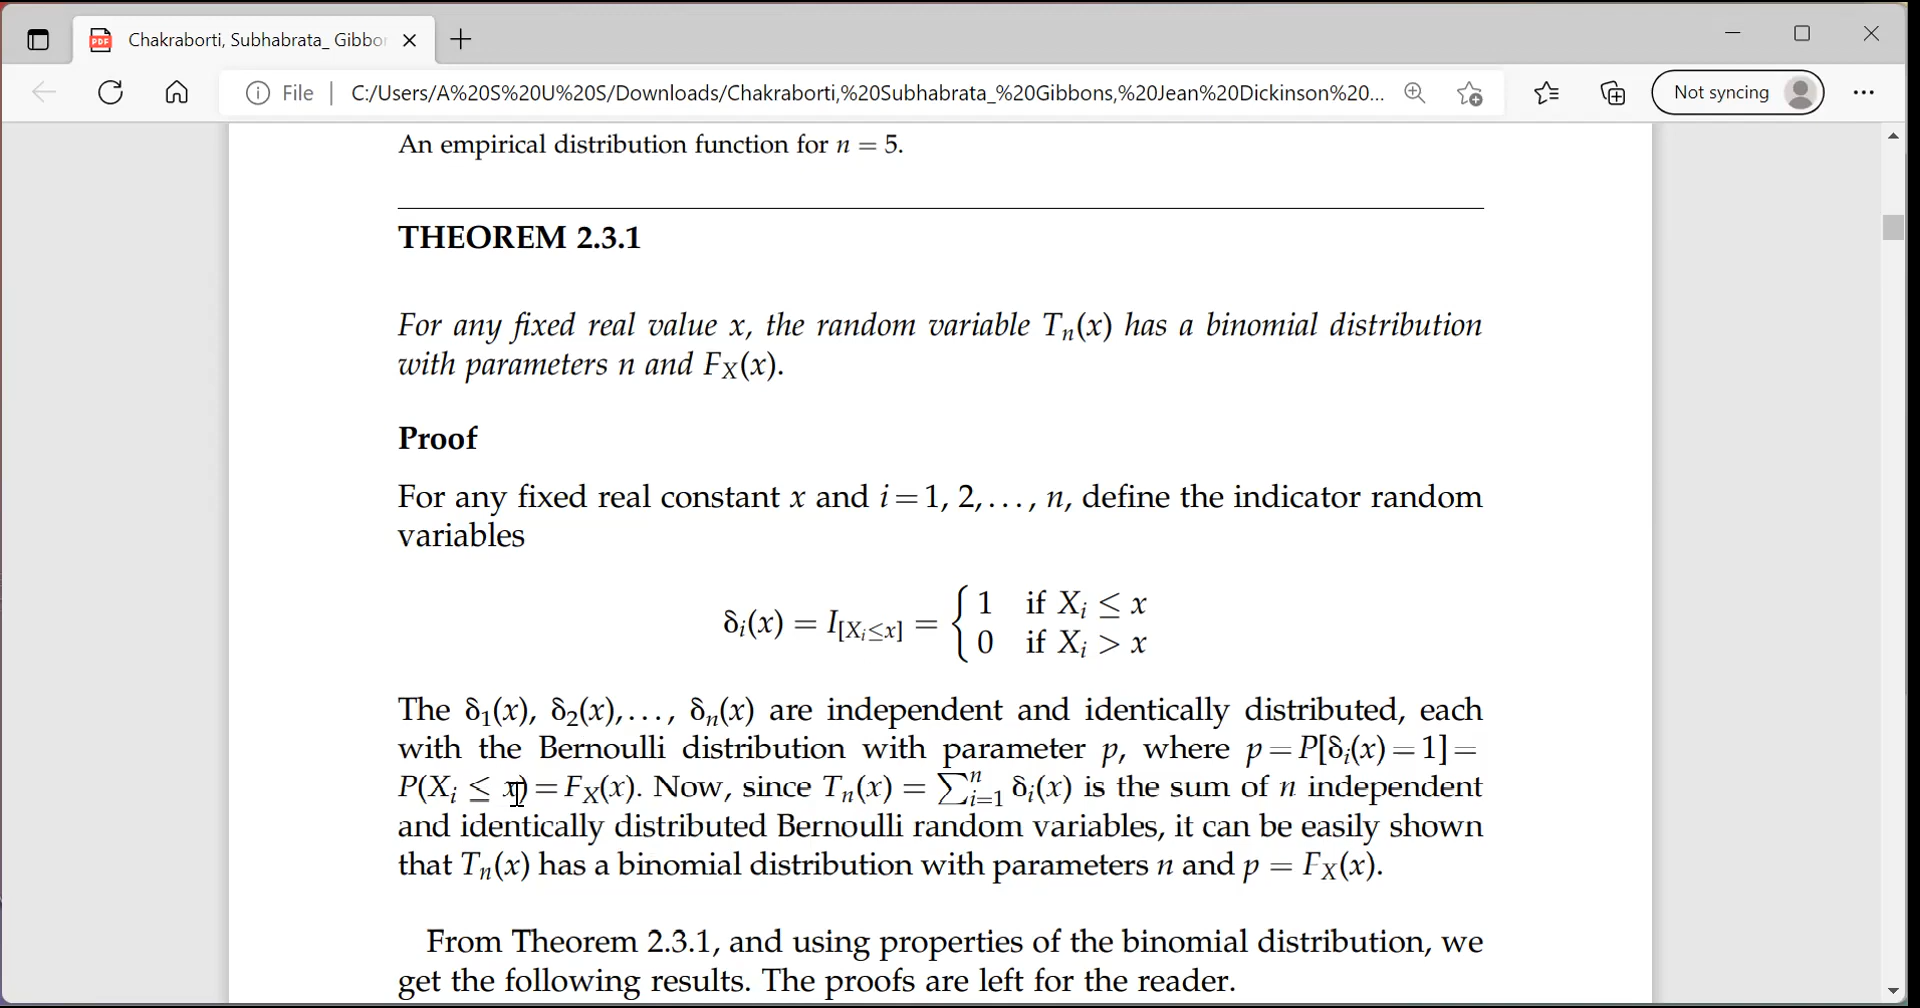 Chakraborti, Subhabrata_ Gibbo
File | C:/Users/A%20S%20U%20S/Downloads/Chakraborti,%20Subhabrata_%20Gibbons,%20Jean%20Dickinson%20... Not syncing
An empirical distribution function for n = 5.
THEOREM 2.3.1
For any fixed real value x, the random variable Tₙ(x) has a binomial distribution
with parameters n and F_X(x).
Proof
For any fixed real constant x and i = 1, 2, . . . , n, define the indicator random
variables
δᵢ(x) = I_[Xᵢ≤x] = { 1 if Xᵢ ≤ x
0 if Xᵢ > x
The δ₁(x), δ₂(x), . . . , δₙ(x) are independent and identically distributed, each
with the Bernoulli distribution with parameter p, where p = P[δᵢ(x) = 1] =
P(Xᵢ ≤ x) = F_X(x). Now, since Tₙ(x) = ∑ⁿᵢ₌₁ δᵢ(x) is the sum of n independent
and identically distributed Bernoulli random variables, it can be easily shown
that Tₙ(x) has a binomial distribution with parameters n and p = F_X(x).
From Theorem 2.3.1, and using properties of the binomial distribution, we
get the following results. The proofs are left for the reader.